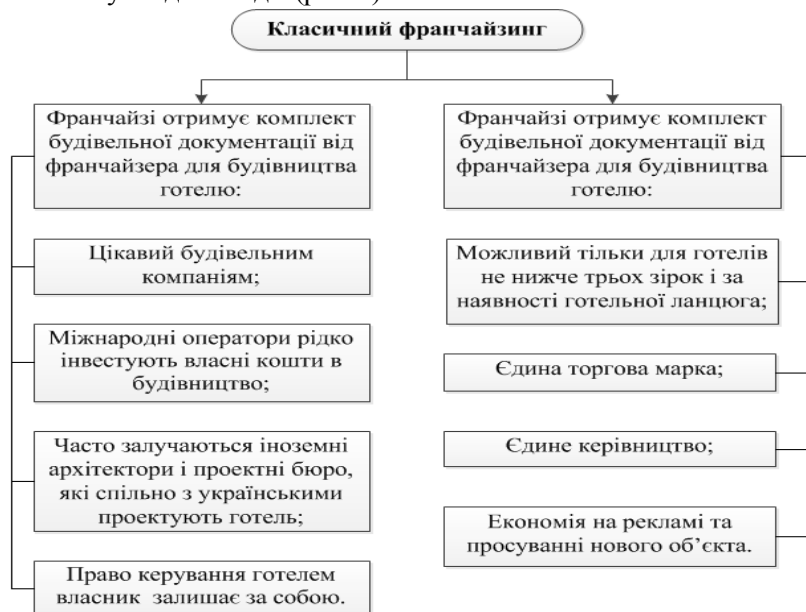 Класичний франчайзинг
Франчайзі отримує комплект
будівельної документації від
франчайзера для будівництва
готелю:
Цікавий будівельним
компаніям;
Міжнародні оператори рідко
інвестують власні кошти в
будівництво;
Часто залучаються іноземні
архітектори і проектні бюро,
які спільно з українськими
проектують готель;
Право керування готелем
власник залишає за собою.
Франчайзі отримує комплект
будівельної документації від
франчайзера для будівництва
готелю:
Можливий тільки для готелів
не нижче трьох зірок і за
наявності готельної ланцюга;
Єдина торгова марка;
Єдине керівництво;
Економія на рекламі та
просуванні нового об’єкта.